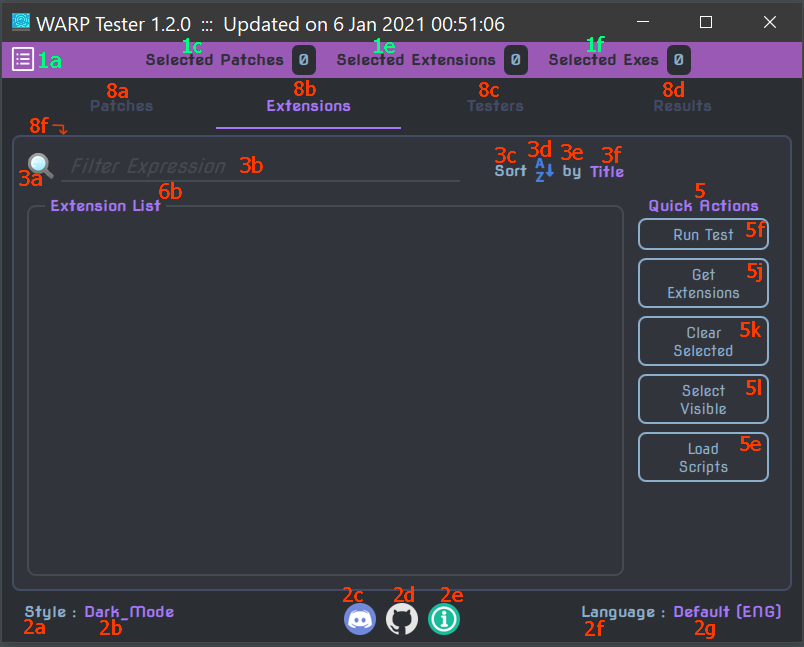 WARP Tester 1.2.0 ::: Updated on 6 Jan 2021 00:51:06
1a 1c 1e 1f
Selected Patches 0 Selected Extensions 0 Selected Exes 0
8a 8b 8c 8d
Patches Extensions Testers Results
8f
3a Filter Expression 3b 3c Sort 3d A Z 3e by 3f Title
6b
Extension List
5
Quick Actions
Run Test 5f
Get 5j
Extensions
Clear 5k
Selected
Select 5l
Visible
Load 5e
Scripts
2c 2d 2e
Style : Dark_Mode Language : Default (ENG)
2a 2b 2f 2g